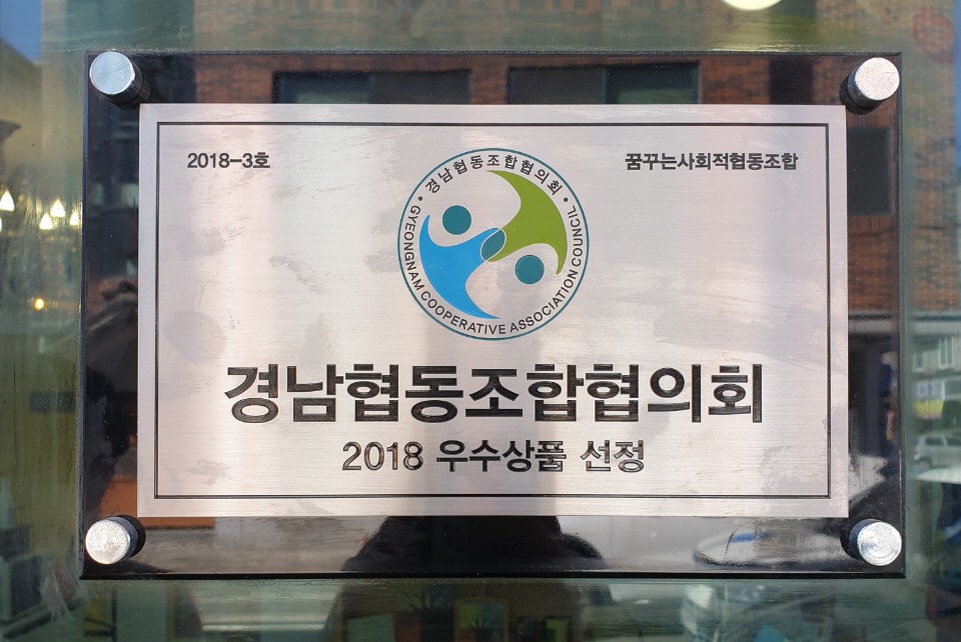 2018-3호
꿈꾸는사회적협동조합
• 경남협동조합협의회 •
GYEONGNAM COOPERATIVE ASSOCIATION COUNCIL
경남협동조합협의회
2018 우수상품 선정